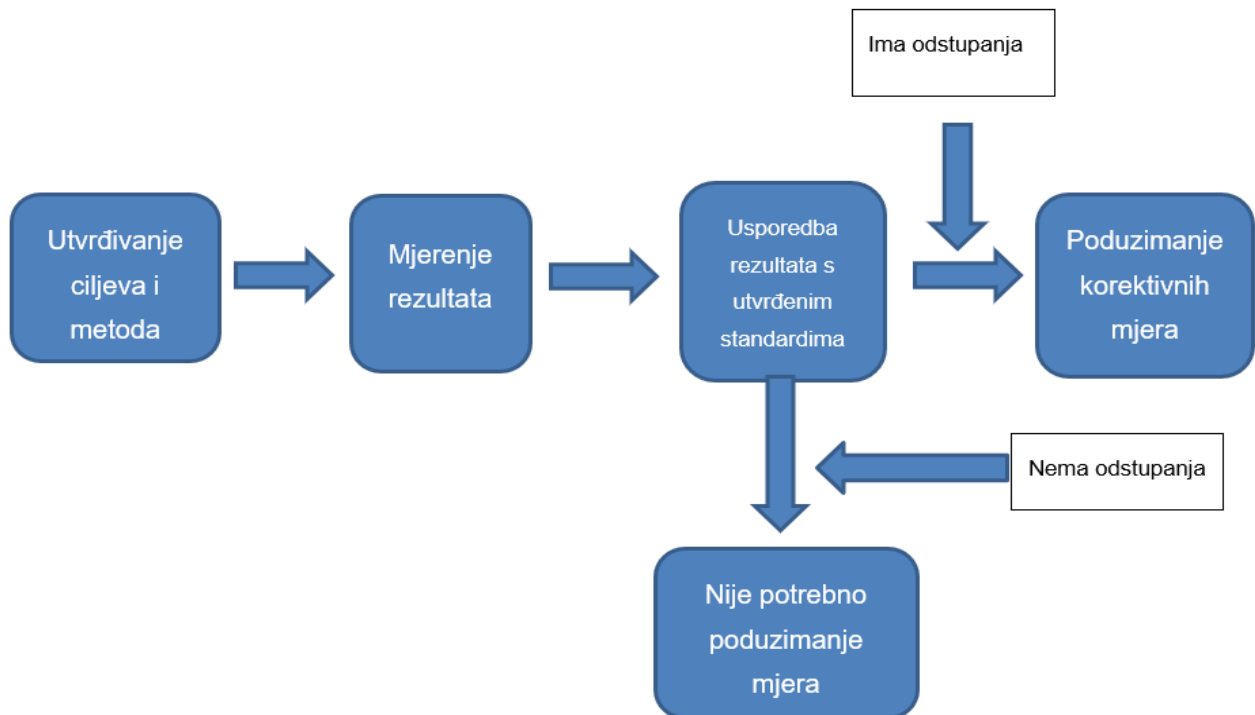 Ima odstupanja
Utvrđivanje
ciljeva i
metoda
Mjerenje
rezultata
Usporedba
rezultata s
utvrđenim
standardima
Poduzimanje
korektivnih
mjera
Nema odstupanja
Nije potrebno
poduzimanje
mjera